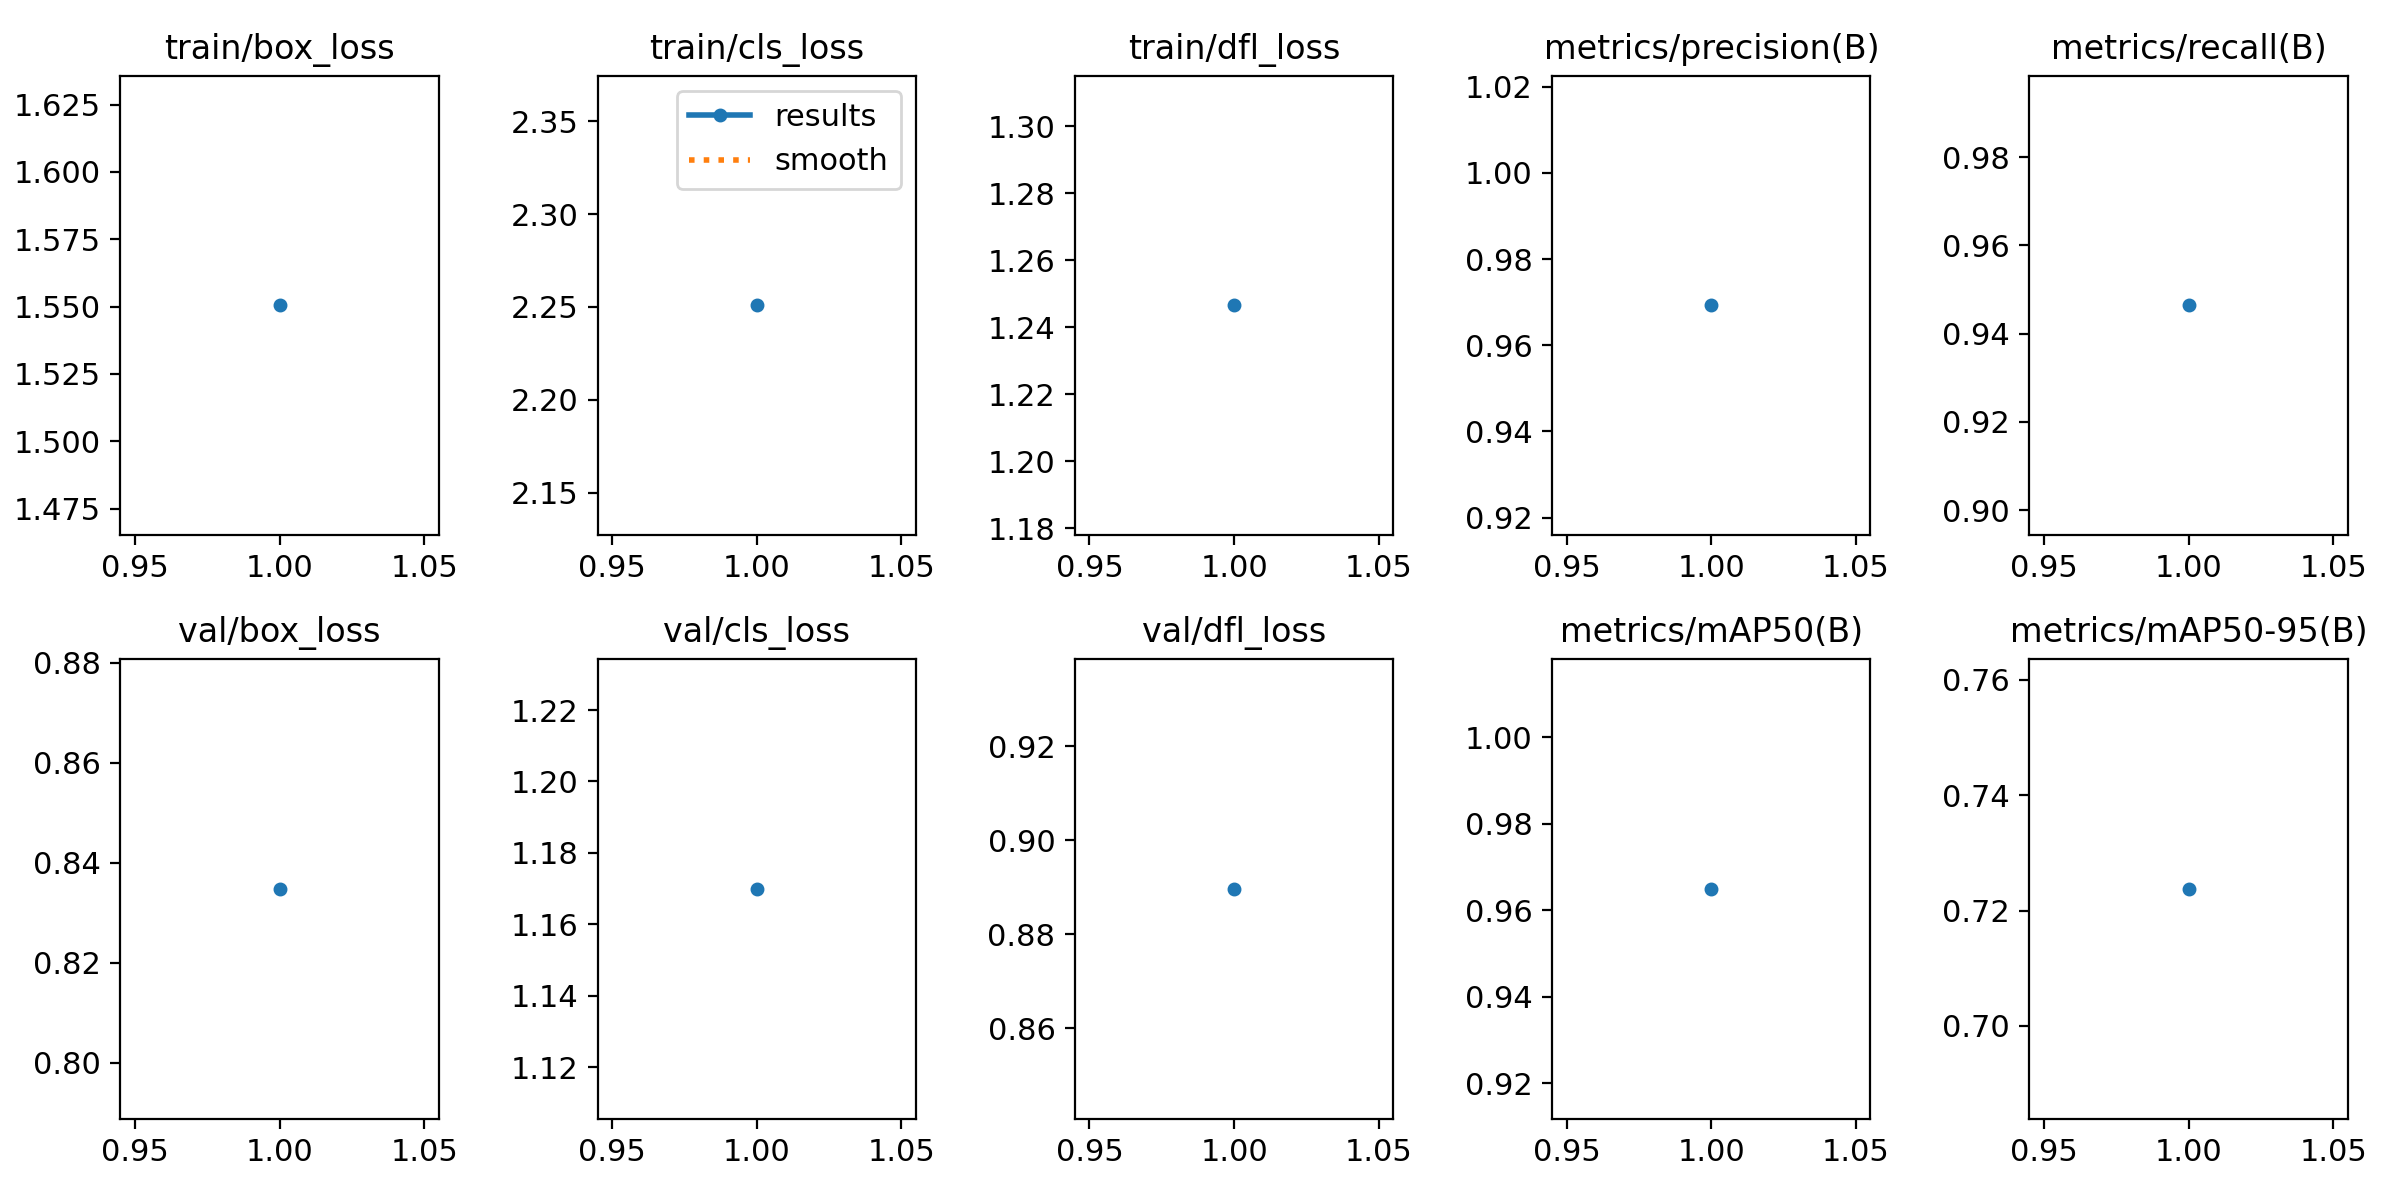 train/box_loss
1.625
1.600
1.575
1.550
1.525
1.500
1.475
0.95 1.00 1.05
train/cls_loss
results
smooth
2.35
2.30
2.25
2.20
2.15
0.95 1.00 1.05
train/dfl_loss
1.30
1.28
1.26
1.24
1.22
1.20
1.18
0.95 1.00 1.05
metrics/precision(B)
1.02
1.00
0.98
0.96
0.94
0.92
0.95 1.00 1.05
metrics/recall(B)
0.98
0.96
0.94
0.92
0.90
0.95 1.00 1.05
val/box_loss
0.88
0.86
0.84
0.82
0.80
0.95 1.00 1.05
val/cls_loss
1.22
1.20
1.18
1.16
1.14
1.12
0.95 1.00 1.05
val/dfl_loss
0.92
0.90
0.88
0.86
0.95 1.00 1.05
metrics/mAP50(B)
1.00
0.98
0.96
0.94
0.92
0.95 1.00 1.05
metrics/mAP50-95(B)
0.76
0.74
0.72
0.70
0.95 1.00 1.05